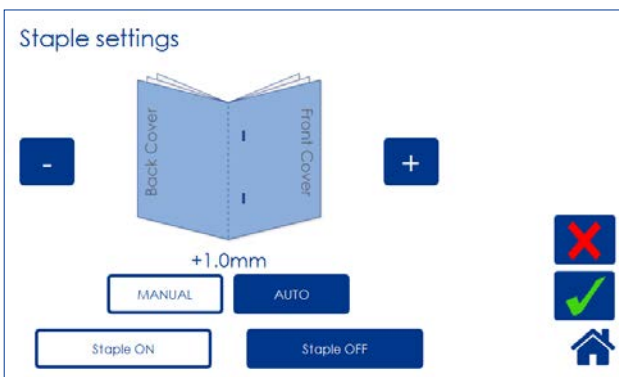 Staple settings
Back Cover
Front Cover
-
+
+1.0mm
MANUAL AUTO
Staple ON Staple OFF